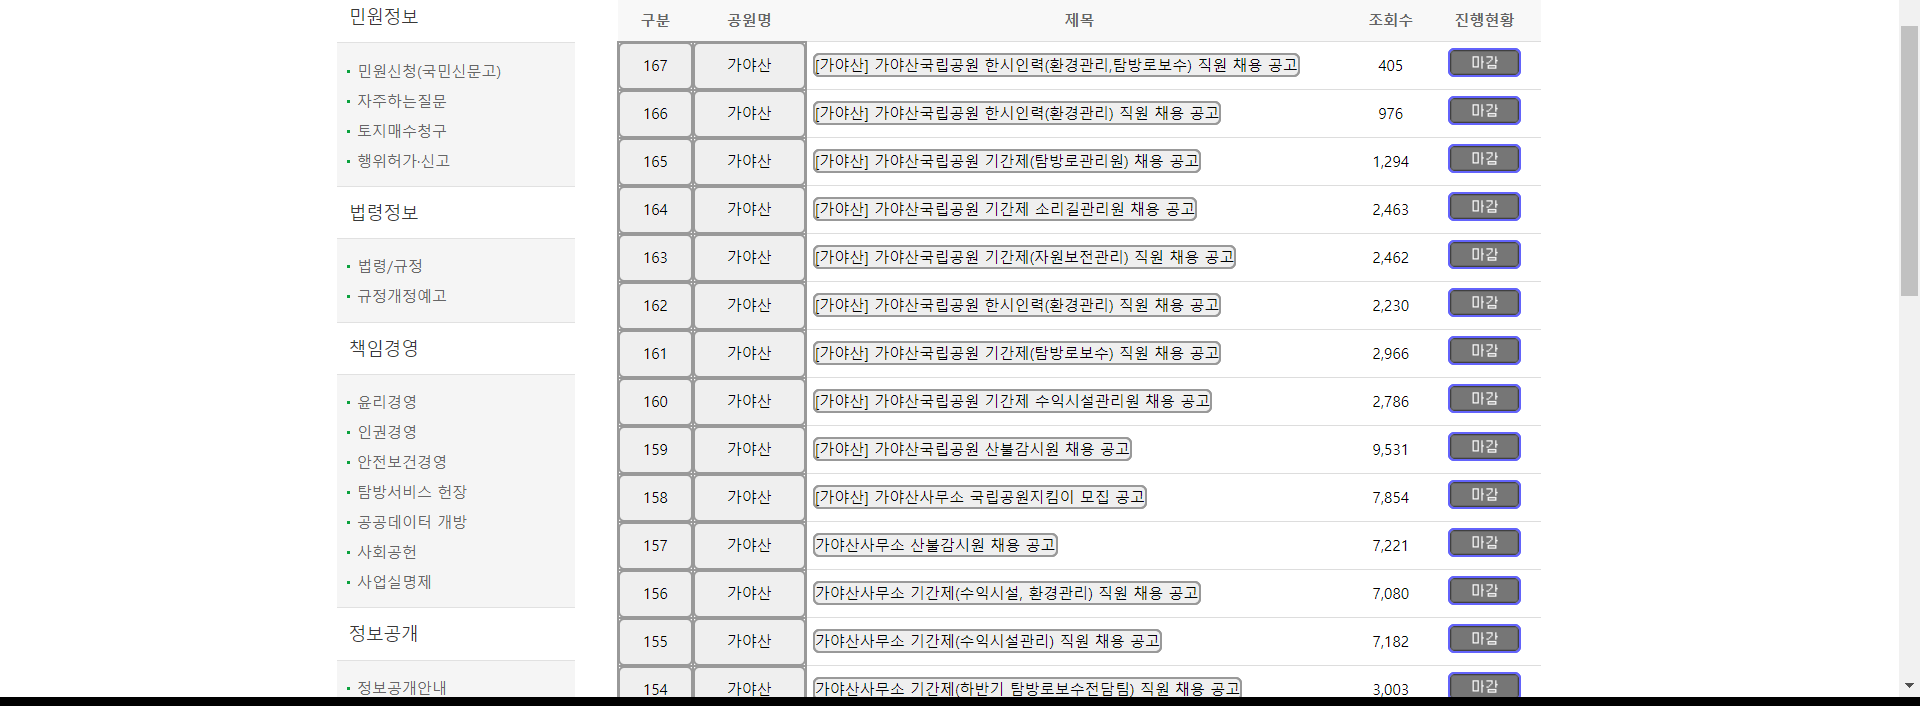 민원정보
민원신청(국민신문고)
자주하는질문
토지매수청구
행위허가·신고
법령정보
법령/규정
규정개정예고
책임경영
윤리경영
인권경영
안전보건경영
탐방서비스 헌장
공공데이터 개방
사회공헌
사업실명제
정보공개
정보공개안내
구분 공원명 제목 조회수 진행현황
167 가야산 [가야산] 가야산국립공원 한시인력(환경관리,탐방로보수) 직원 채용 공고 405 마감
166 가야산 [가야산] 가야산국립공원 한시인력(환경관리) 직원 채용 공고 976 마감
165 가야산 [가야산] 가야산국립공원 기간제(탐방로관리원) 채용 공고 1,294 마감
164 가야산 [가야산] 가야산국립공원 기간제 소리길관리원 채용 공고 2,463 마감
163 가야산 [가야산] 가야산국립공원 기간제(자원보전관리) 직원 채용 공고 2,462 마감
162 가야산 [가야산] 가야산국립공원 한시인력(환경관리) 직원 채용 공고 2,230 마감
161 가야산 [가야산] 가야산국립공원 기간제(탐방로보수) 직원 채용 공고 2,966 마감
160 가야산 [가야산] 가야산국립공원 기간제 수익시설관리원 채용 공고 2,786 마감
159 가야산 [가야산] 가야산국립공원 산불감시원 채용 공고 9,531 마감
158 가야산 [가야산] 가야산사무소 국립공원지킴이 모집 공고 7,854 마감
157 가야산 가야산사무소 산불감시원 채용 공고 7,221 마감
156 가야산 가야산사무소 기간제(수익시설, 환경관리) 직원 채용 공고 7,080 마감
155 가야산 가야산사무소 기간제(수익시설관리) 직원 채용 공고 7,182 마감
154 가야산 가야산사무소 기간제(하반기 탐방로보수전담팀) 직원 채용 공고 3,003 마감